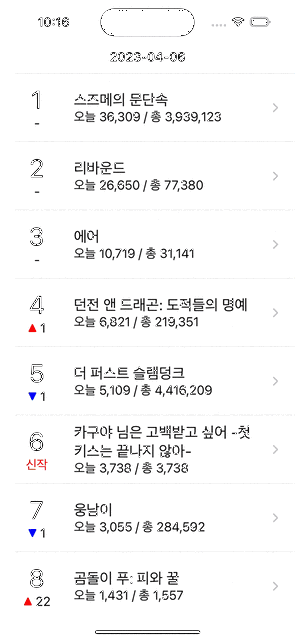 10:16
2023-04-06
1
-
스즈메의 문단속
오늘 36,309 / 총 3,939,123
2
-
리바운드
오늘 26,650 / 총 77,380
3
-
에어
오늘 10,719 / 총 31,141
4
▲ 1
던전 앤 드래곤: 도적들의 명예
오늘 6,821 / 총 219,351
5
▼ 1
더 퍼스트 슬램덩크
오늘 5,109 / 총 4,416,209
6
신작
카구야 님은 고백받고 싶어 -첫
키스는 끝나지 않아-
오늘 3,738 / 총 3,738
7
▼ 1
웅남이
오늘 3,055 / 총 284,592
8
▲ 22
곰돌이 푸: 피와 꿀
오늘 1,431 / 총 1,557